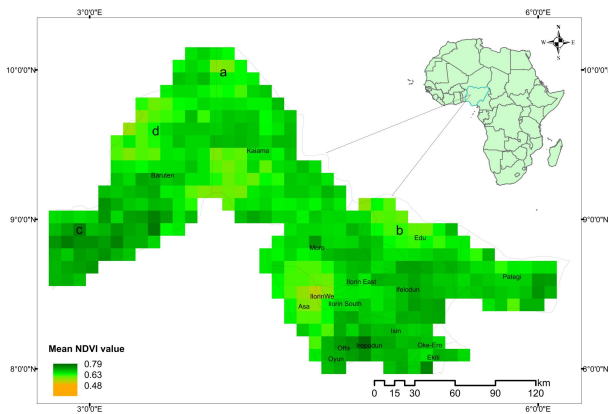 3°0'0"E 6°0'0"E
N
W E
S
10°0'0"N 10°0'0"N
a
d
Kaiama
Baruten
9°0'0"N 9°0'0"N
c
b
Edu
Moro
Patagi
Ilorin East
Ifelodun
IlorinWe
Asa
Ilorin South
Isin
Offa
Irepodun
Oke-Ero
Oyun
Ekiti
8°0'0"N 8°0'0"N
Mean NDVI value
0.79
0.63
0.48
km
0 15 30 60 90 120
3°0'0"E 6°0'0"E